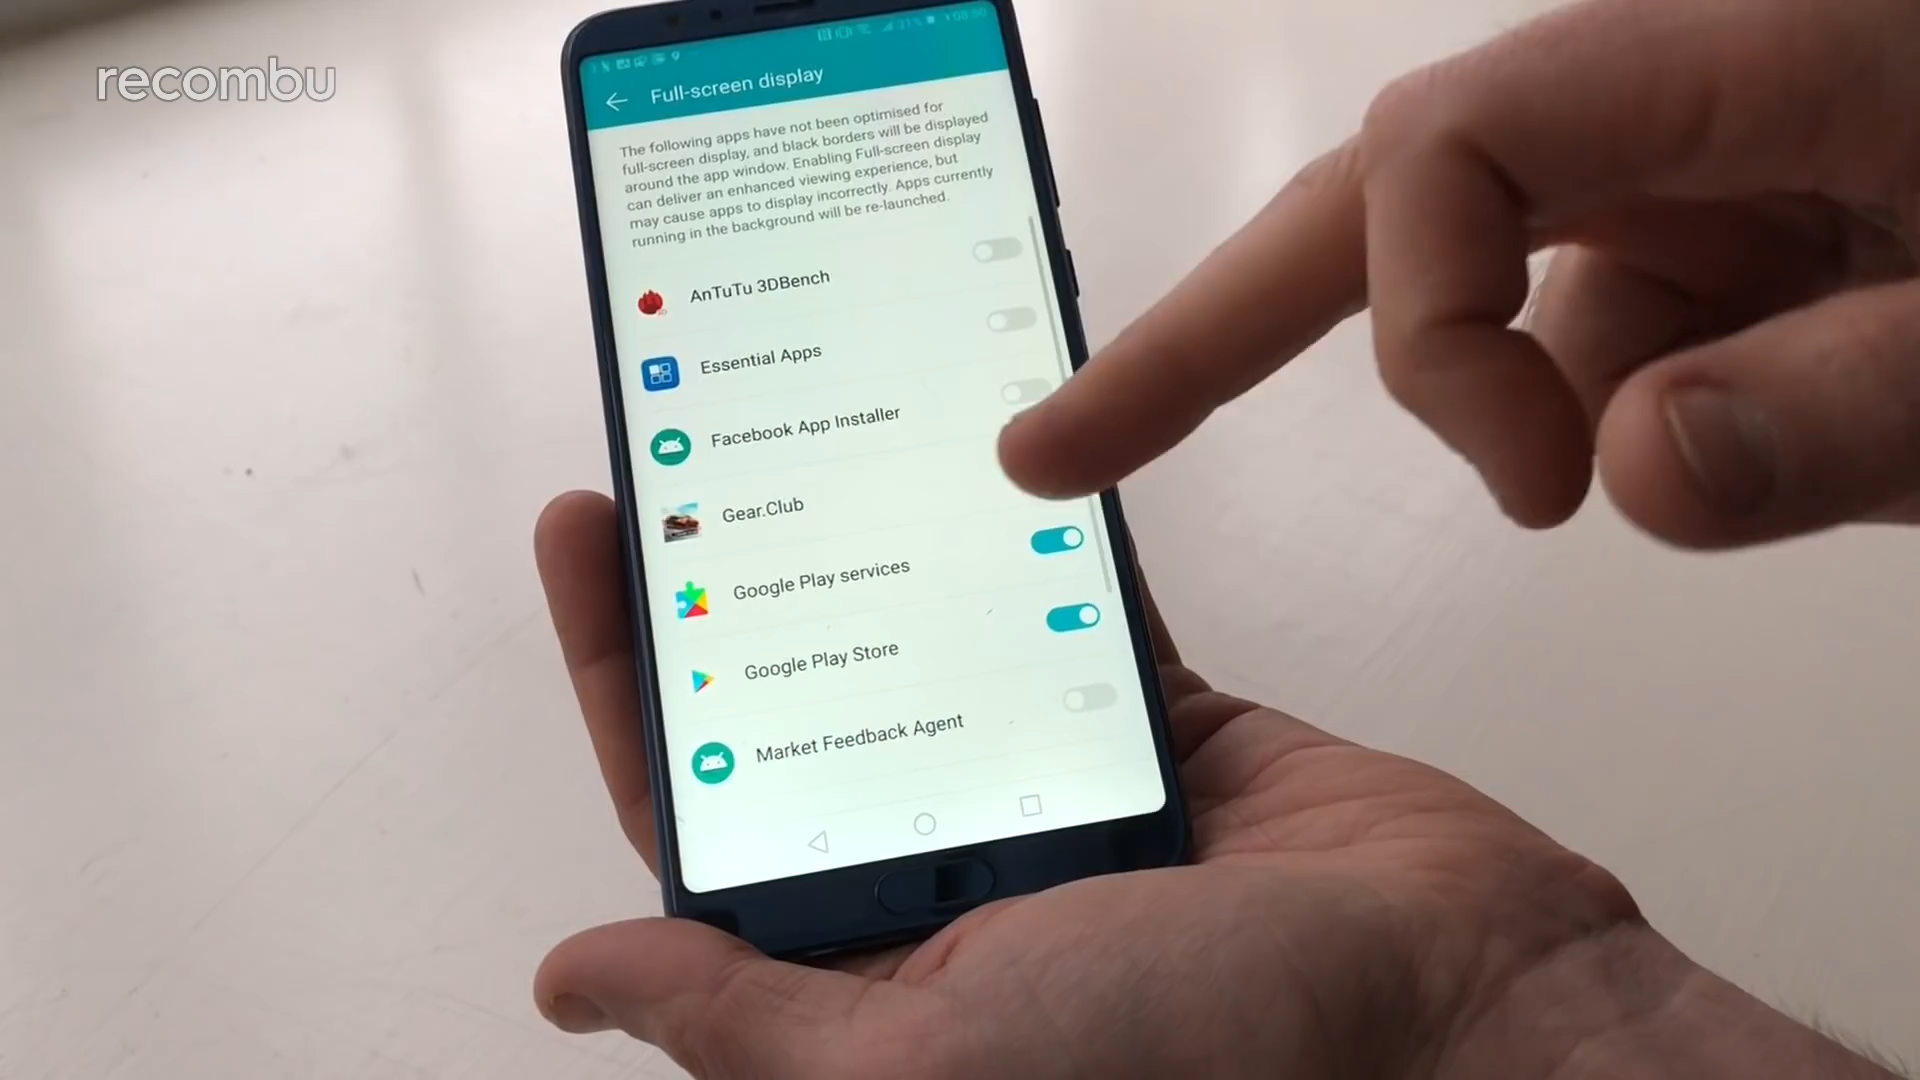 recombu
31% 08:50
Full-screen display
The following apps have not been optimised for
full-screen display, and black borders will be displayed
around the app window. Enabling Full-screen display
can deliver an enhanced viewing experience, but
may cause apps to display incorrectly. Apps currently
running in the background will be re-launched.
AnTuTu 3DBench
Essential Apps
Facebook App Installer
Gear.Club
Google Play services
Google Play Store
Market Feedback Agent